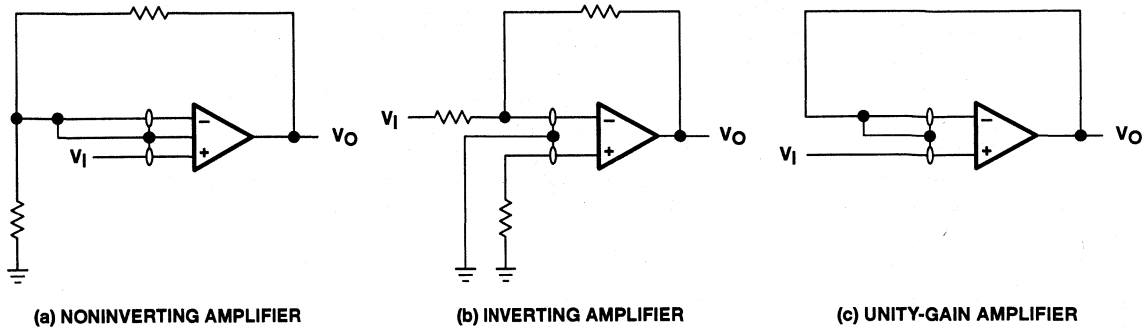 VI
−
+
VO
(a) NONINVERTING AMPLIFIER
VI
−
+
VO
(b) INVERTING AMPLIFIER
VI
−
+
VO
(c) UNITY-GAIN AMPLIFIER